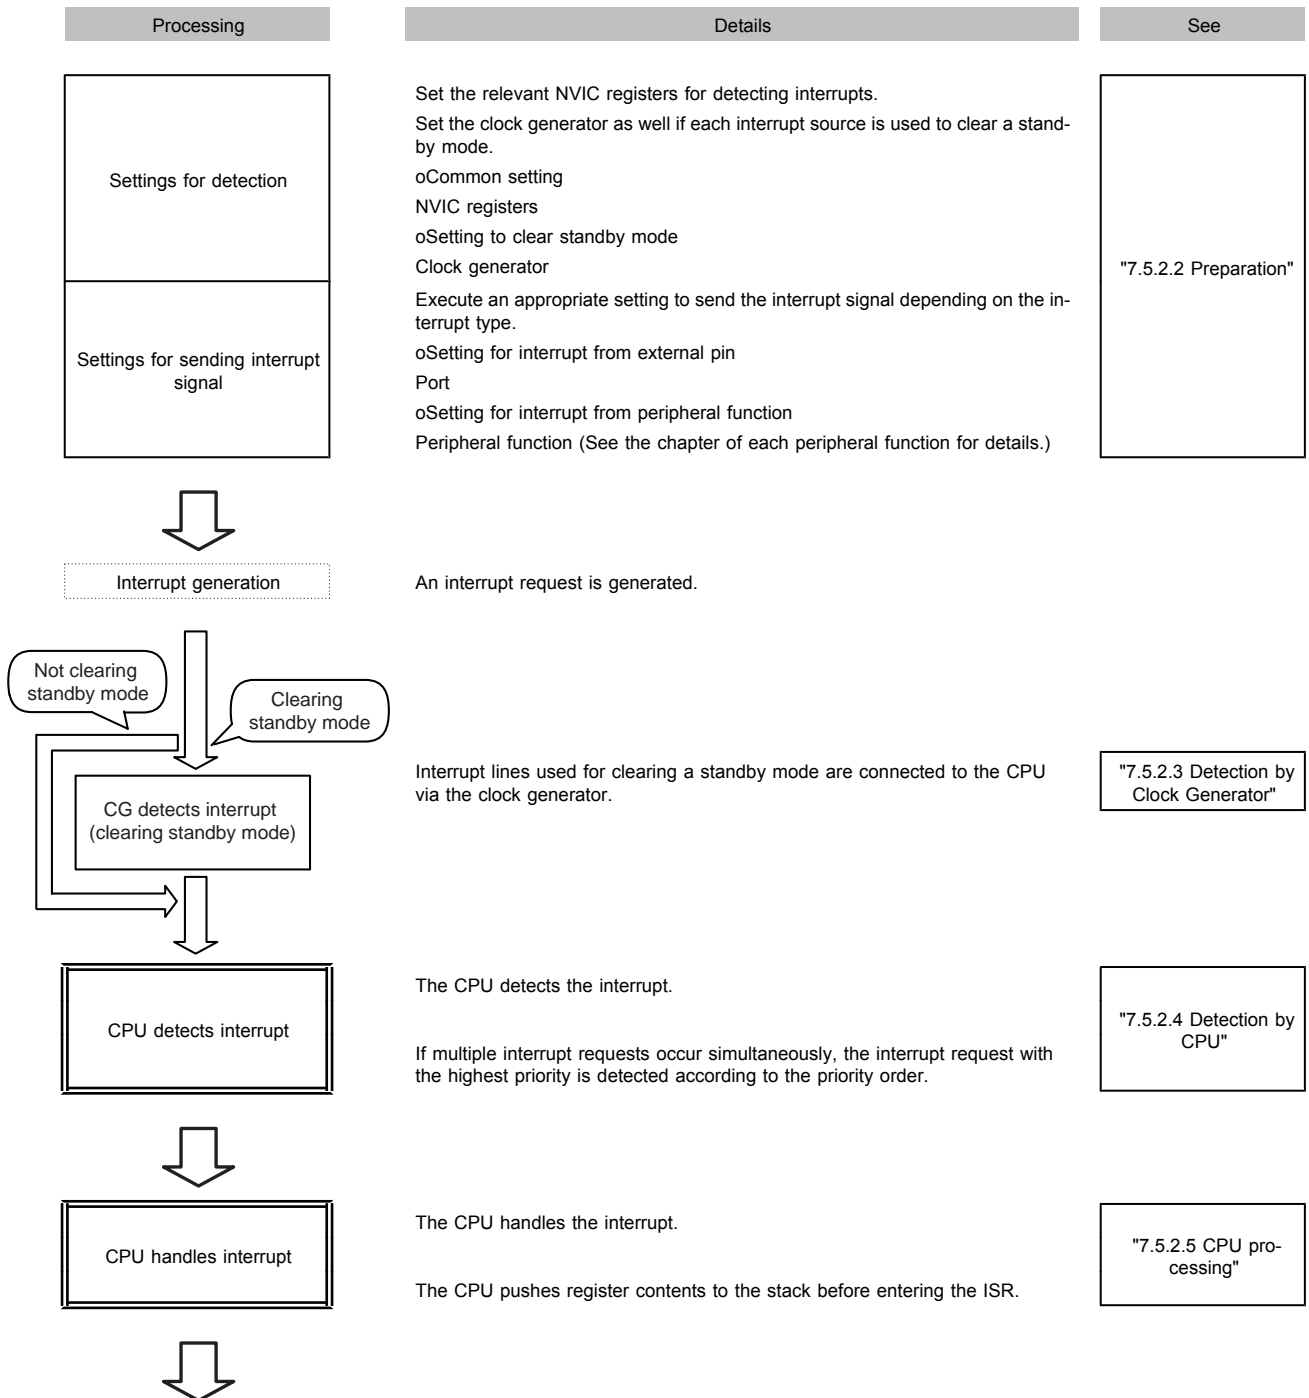 Processing
Details
See
Settings for detection
Set the relevant NVIC registers for detecting interrupts.
Set the clock generator as well if each interrupt source is used to clear a stand-
by mode.
oCommon setting
NVIC registers
oSetting to clear standby mode
Clock generator
"7.5.2.2 Preparation"
Settings for sending interrupt
signal
Execute an appropriate setting to send the interrupt signal depending on the in-
terrupt type.
oSetting for interrupt from external pin
Port
oSetting for interrupt from peripheral function
Peripheral function (See the chapter of each peripheral function for details.)
Interrupt generation
An interrupt request is generated.
Not clearing
standby mode
Clearing
standby mode
CG detects interrupt
(clearing standby mode)
Interrupt lines used for clearing a standby mode are connected to the CPU
via the clock generator.
"7.5.2.3 Detection by
Clock Generator"
CPU detects interrupt
The CPU detects the interrupt.
If multiple interrupt requests occur simultaneously, the interrupt request with
the highest priority is detected according to the priority order.
"7.5.2.4 Detection by
CPU"
CPU handles interrupt
The CPU handles the interrupt.
The CPU pushes register contents to the stack before entering the ISR.
"7.5.2.5 CPU pro-
cessing"